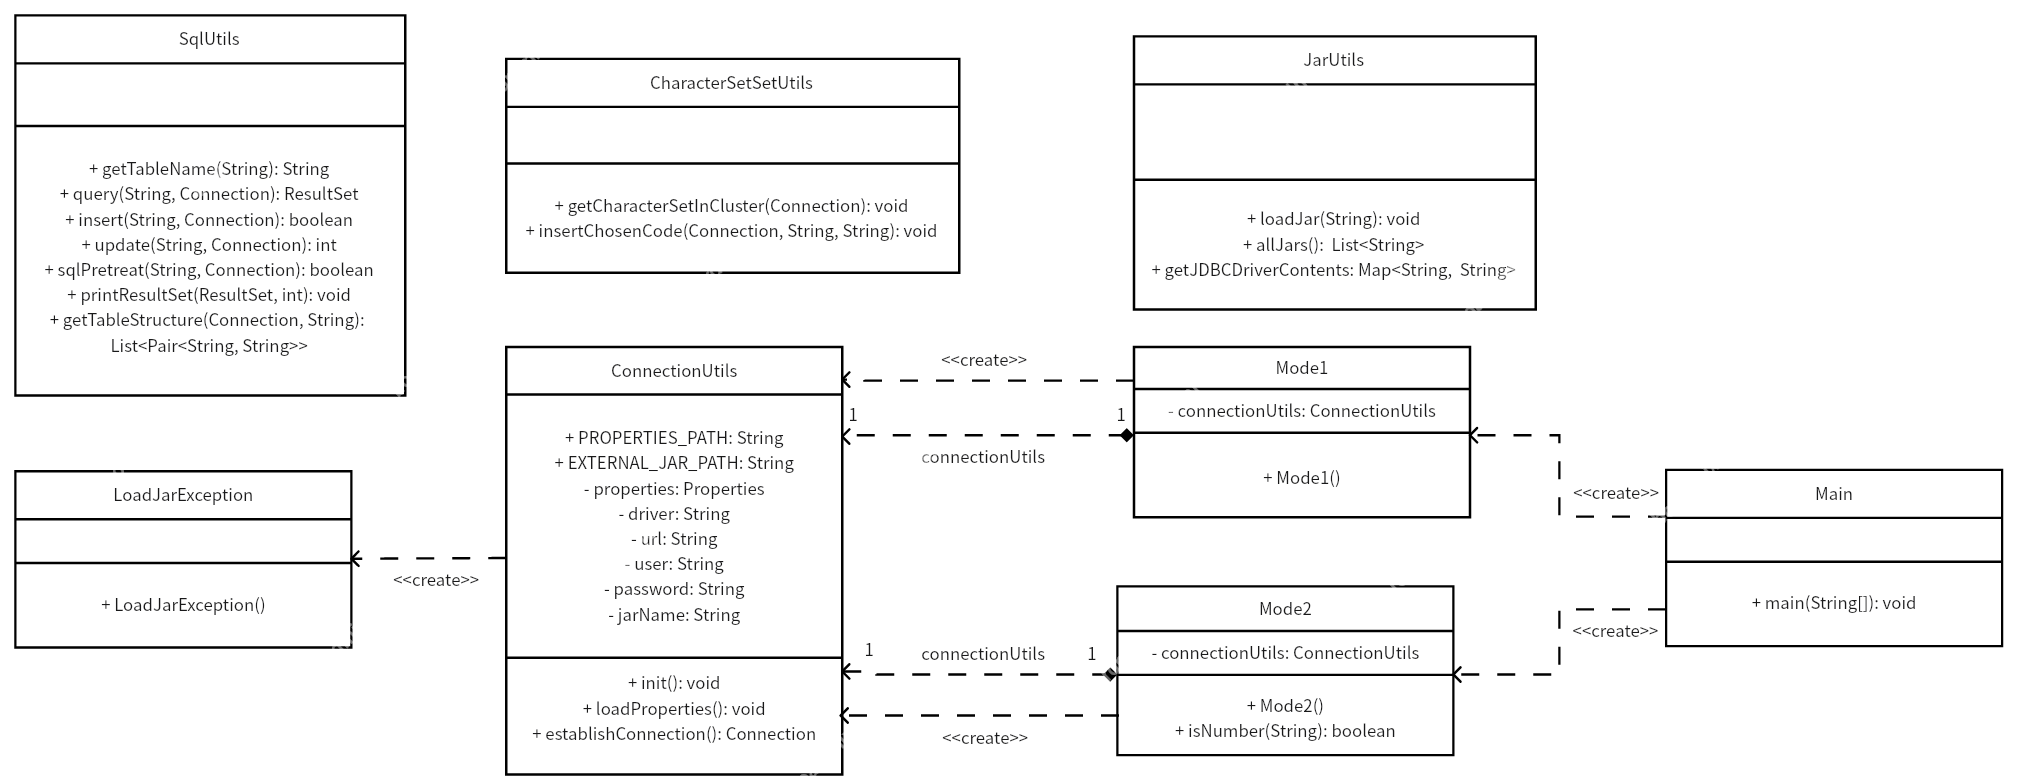 SqlUtils
+ getTableName(String): String
+ query(String, Connection): ResultSet
+ insert(String, Connection): boolean
+ update(String, Connection): int
+ sqlPretreat(String, Connection): boolean
+ printResultSet(ResultSet, int): void
+ getTableStructure(Connection, String):
List<Pair<String, String>>
CharacterSetSetUtils
+ getCharacterSetInCluster(Connection): void
+ insertChosenCode(Connection, String, String): void
JarUtils
+ loadJar(String): void
+ allJars():  List<String>
+ getJDBCDriverContents: Map<String,  String>
LoadJarException
+ LoadJarException()
<<create>>
ConnectionUtils
+ PROPERTIES_PATH: String
+ EXTERNAL_JAR_PATH: String
- properties: Properties
- driver: String
- url: String
- user: String
- password: String
- jarName: String
+ init(): void
+ loadProperties(): void
+ establishConnection(): Connection
<<create>>
1
1
connectionUtils
1
connectionUtils
1
<<create>>
Mode1
- connectionUtils: ConnectionUtils
+ Mode1()
Mode2
- connectionUtils: ConnectionUtils
+ Mode2()
+ isNumber(String): boolean
<<create>>
<<create>>
Main
+ main(String[]): void